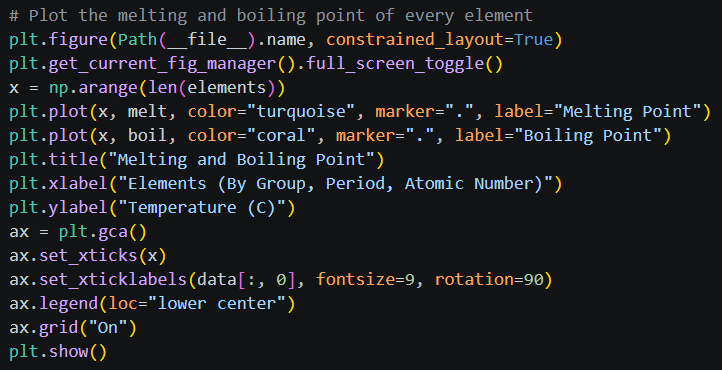 # Plot the melting and boiling point of every element
plt.figure(Path(__file__).name, constrained_layout=True)
plt.get_current_fig_manager().full_screen_toggle()
x = np.arange(len(elements))
plt.plot(x, melt, color="turquoise", marker=".", label="Melting Point")
plt.plot(x, boil, color="coral", marker=".", label="Boiling Point")
plt.title("Melting and Boiling Point")
plt.xlabel("Elements (By Group, Period, Atomic Number)")
plt.ylabel("Temperature (C)")
ax = plt.gca()
ax.set_xticks(x)
ax.set_xticklabels(data[:, 0], fontsize=9, rotation=90)
ax.legend(loc="lower center")
ax.grid("On")
plt.show()